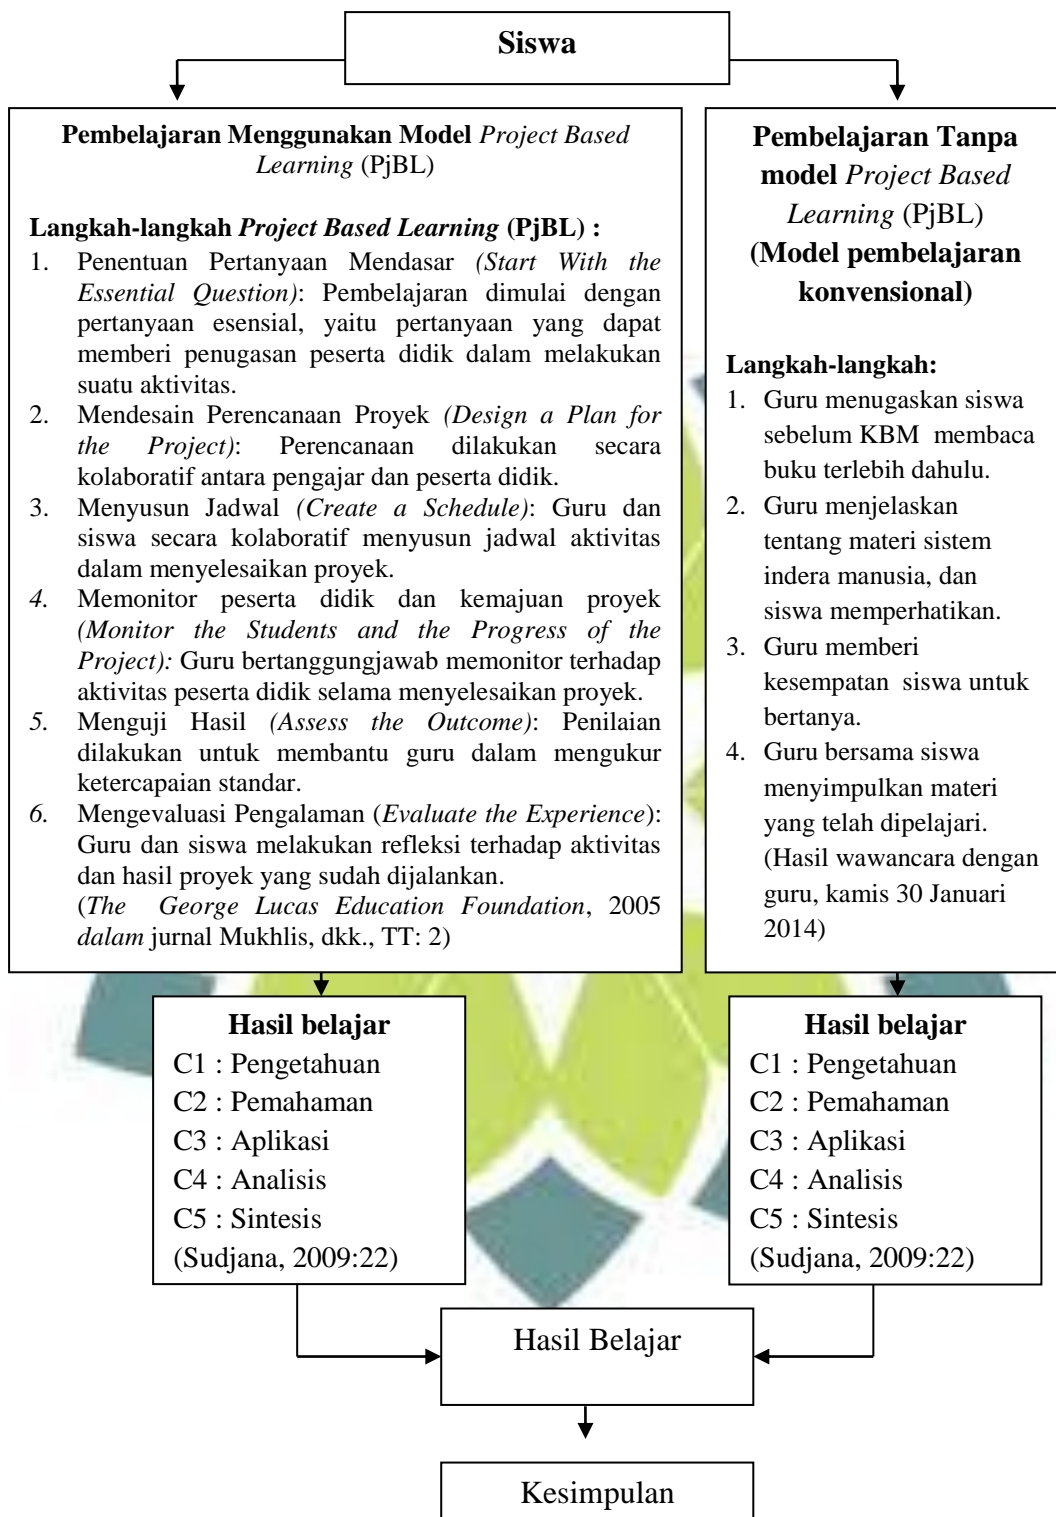 Siswa
Pembelajaran Menggunakan Model Project Based
Learning (PjBL)
Langkah-langkah Project Based Learning (PjBL) :
1. Penentuan Pertanyaan Mendasar (Start With the
Essential Question): Pembelajaran dimulai dengan
pertanyaan esensial, yaitu pertanyaan yang dapat
memberi penugasan peserta didik dalam melakukan
suatu aktivitas.
2. Mendesain Perencanaan Proyek (Design a Plan for
the Project): Perencanaan dilakukan secara
kolaboratif antara pengajar dan peserta didik.
3. Menyusun Jadwal (Create a Schedule): Guru dan
siswa secara kolaboratif menyusun jadwal aktivitas
dalam menyelesaikan proyek.
4. Memonitor peserta didik dan kemajuan proyek
(Monitor the Students and the Progress of the
Project): Guru bertanggungjawab memonitor terhadap
aktivitas peserta didik selama menyelesaikan proyek.
5. Menguji Hasil (Assess the Outcome): Penilaian
dilakukan untuk membantu guru dalam mengukur
ketercapaian standar.
6. Mengevaluasi Pengalaman (Evaluate the Experience):
Guru dan siswa melakukan refleksi terhadap aktivitas
dan hasil proyek yang sudah dijalankan.
(The George Lucas Education Foundation, 2005
dalam jurnal Mukhlis, dkk., TT: 2)
Pembelajaran Tanpa
model Project Based
Learning (PjBL)
(Model pembelajaran
konvensional)
Langkah-langkah:
1. Guru menugaskan siswa
sebelum KBM membaca
buku terlebih dahulu.
2. Guru menjelaskan
tentang materi sistem
indera manusia, dan
siswa memperhatikan.
3. Guru memberi
kesempatan siswa untuk
bertanya.
4. Guru bersama siswa
menyimpulkan materi
yang telah dipelajari.
(Hasil wawancara dengan
guru, kamis 30 Januari
2014)
Hasil belajar
C1 : Pengetahuan
C2 : Pemahaman
C3 : Aplikasi
C4 : Analisis
C5 : Sintesis
(Sudjana, 2009:22)
Hasil belajar
C1 : Pengetahuan
C2 : Pemahaman
C3 : Aplikasi
C4 : Analisis
C5 : Sintesis
(Sudjana, 2009:22)
Hasil Belajar
Kesimpulan